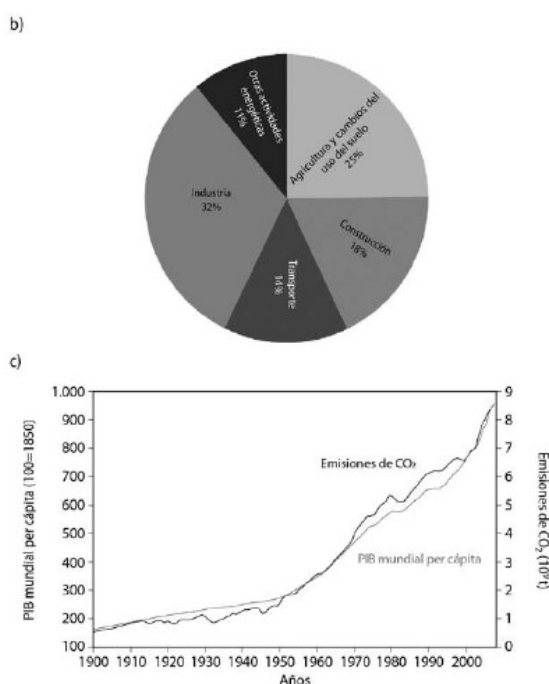 b)
Otras actividades
energéticas
11%
Agricultura y cambios del
uso del suelo
25%
Industria
32%
Construcción
18%
Transporte
14%
c)
PIB mundial per cápita (100=1850)
1.000
900
800
700
600
500
400
300
200
100
Emisiones de CO₂
PIB mundial per cápita
9
8
7
6
5
4
3
2
1
0
Emisiones de CO₂ (10⁹ t)
1900 1910 1920 1930 1940 1950 1960 1970 1980 1990 2000
Años